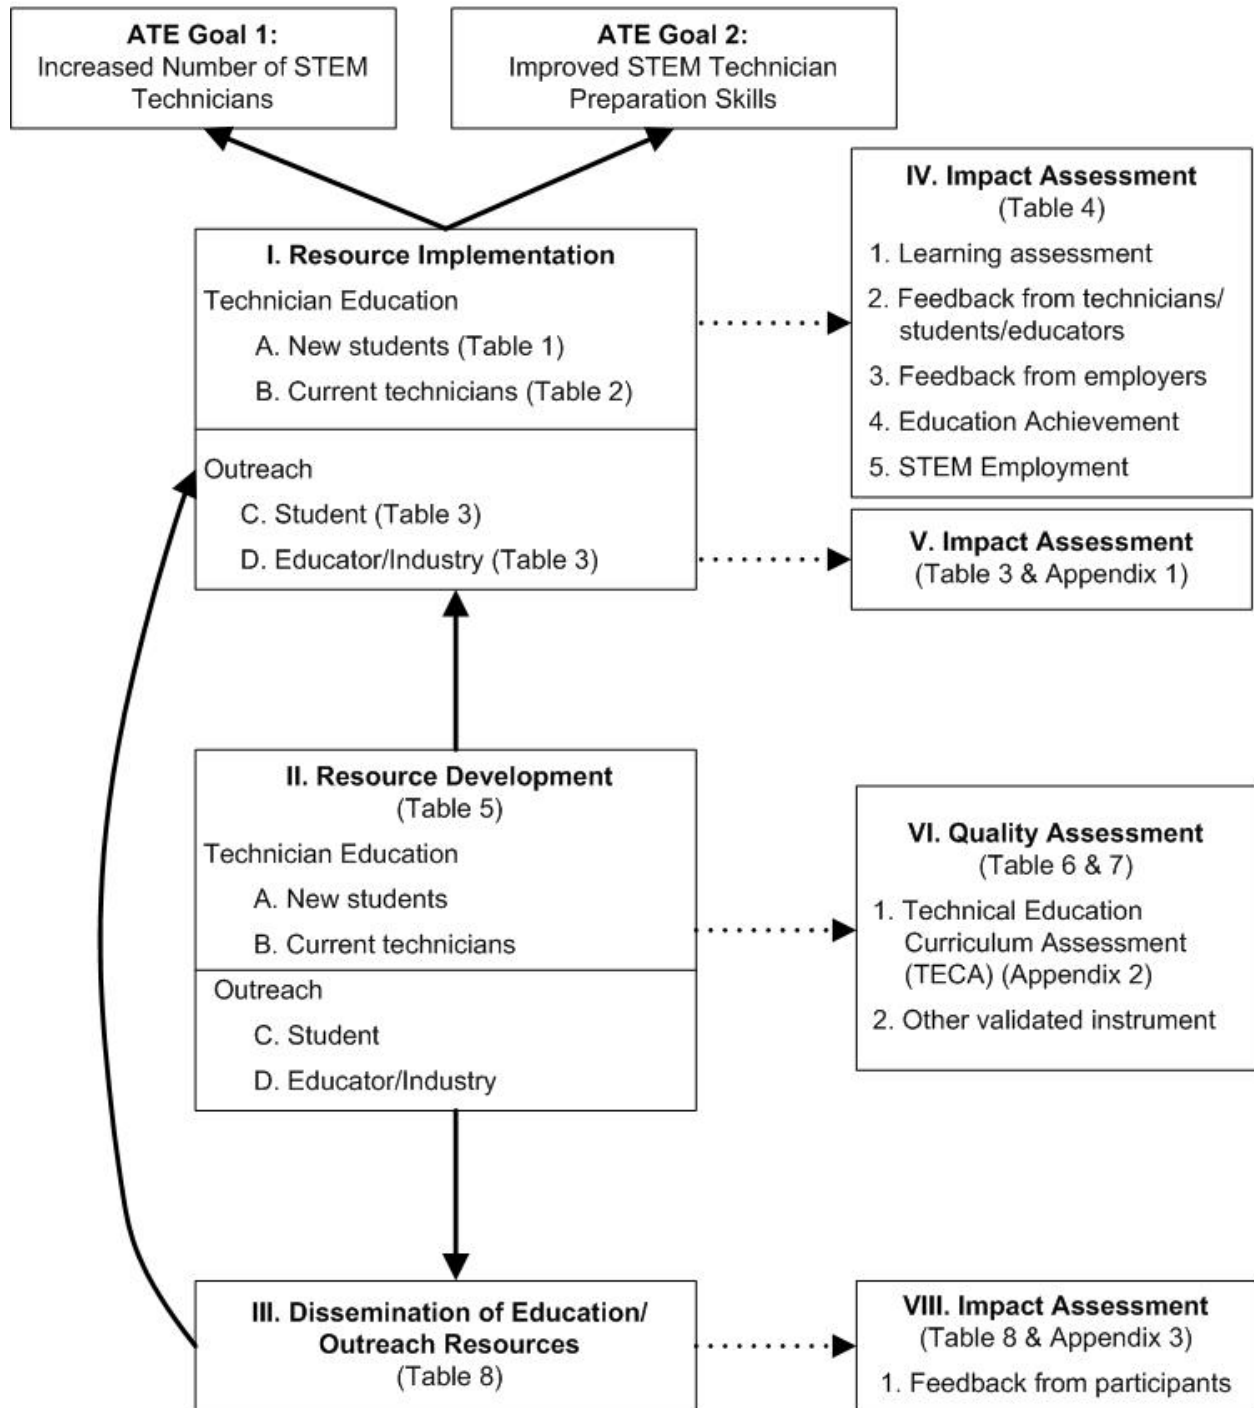 ATE Goal 1:
Increased Number of STEM
Technicians
ATE Goal 2:
Improved STEM Technician
Preparation Skills
I. Resource Implementation
Technician Education
A. New students (Table 1)
B. Current technicians (Table 2)
Outreach
C. Student (Table 3)
D. Educator/Industry (Table 3)
IV. Impact Assessment
(Table 4)
1. Learning assessment
2. Feedback from technicians/
students/educators
3. Feedback from employers
4. Education Achievement
5. STEM Employment
V. Impact Assessment
(Table 3 & Appendix 1)
II. Resource Development
(Table 5)
Technician Education
A. New students
B. Current technicians
Outreach
C. Student
D. Educator/Industry
VI. Quality Assessment
(Table 6 & 7)
1. Technical Education
Curriculum Assessment
(TECA) (Appendix 2)
2. Other validated instrument
III. Dissemination of Education/
Outreach Resources
(Table 8)
VIII. Impact Assessment
(Table 8 & Appendix 3)
1. Feedback from participants